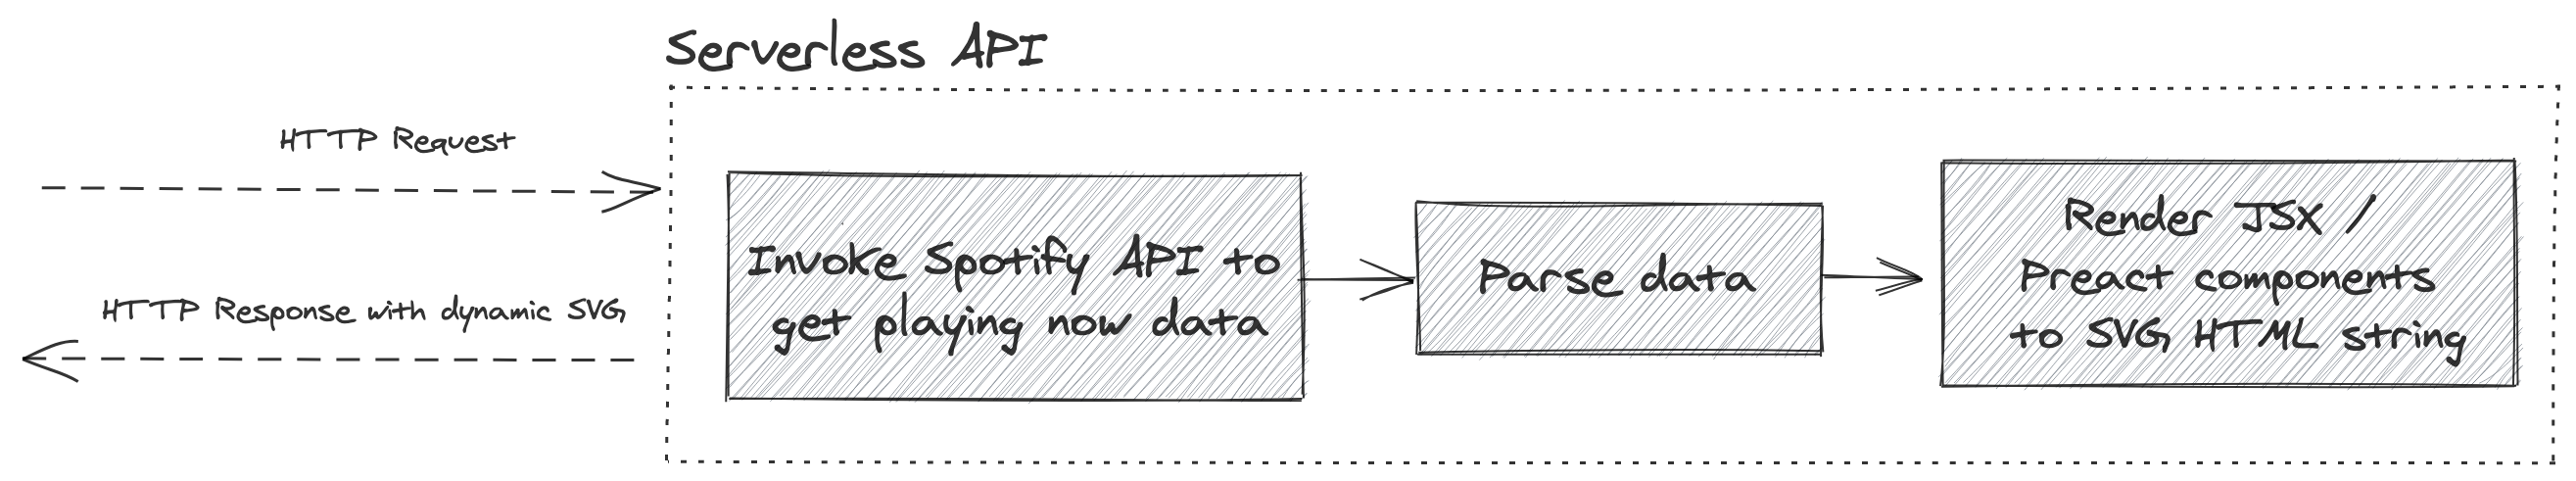 Serverless API
HTTP Request
HTTP Response with dynamic SVG
Invoke Spotify API to
get playing now data
Parse data
Render JSX /
Preact components
to SVG HTML string